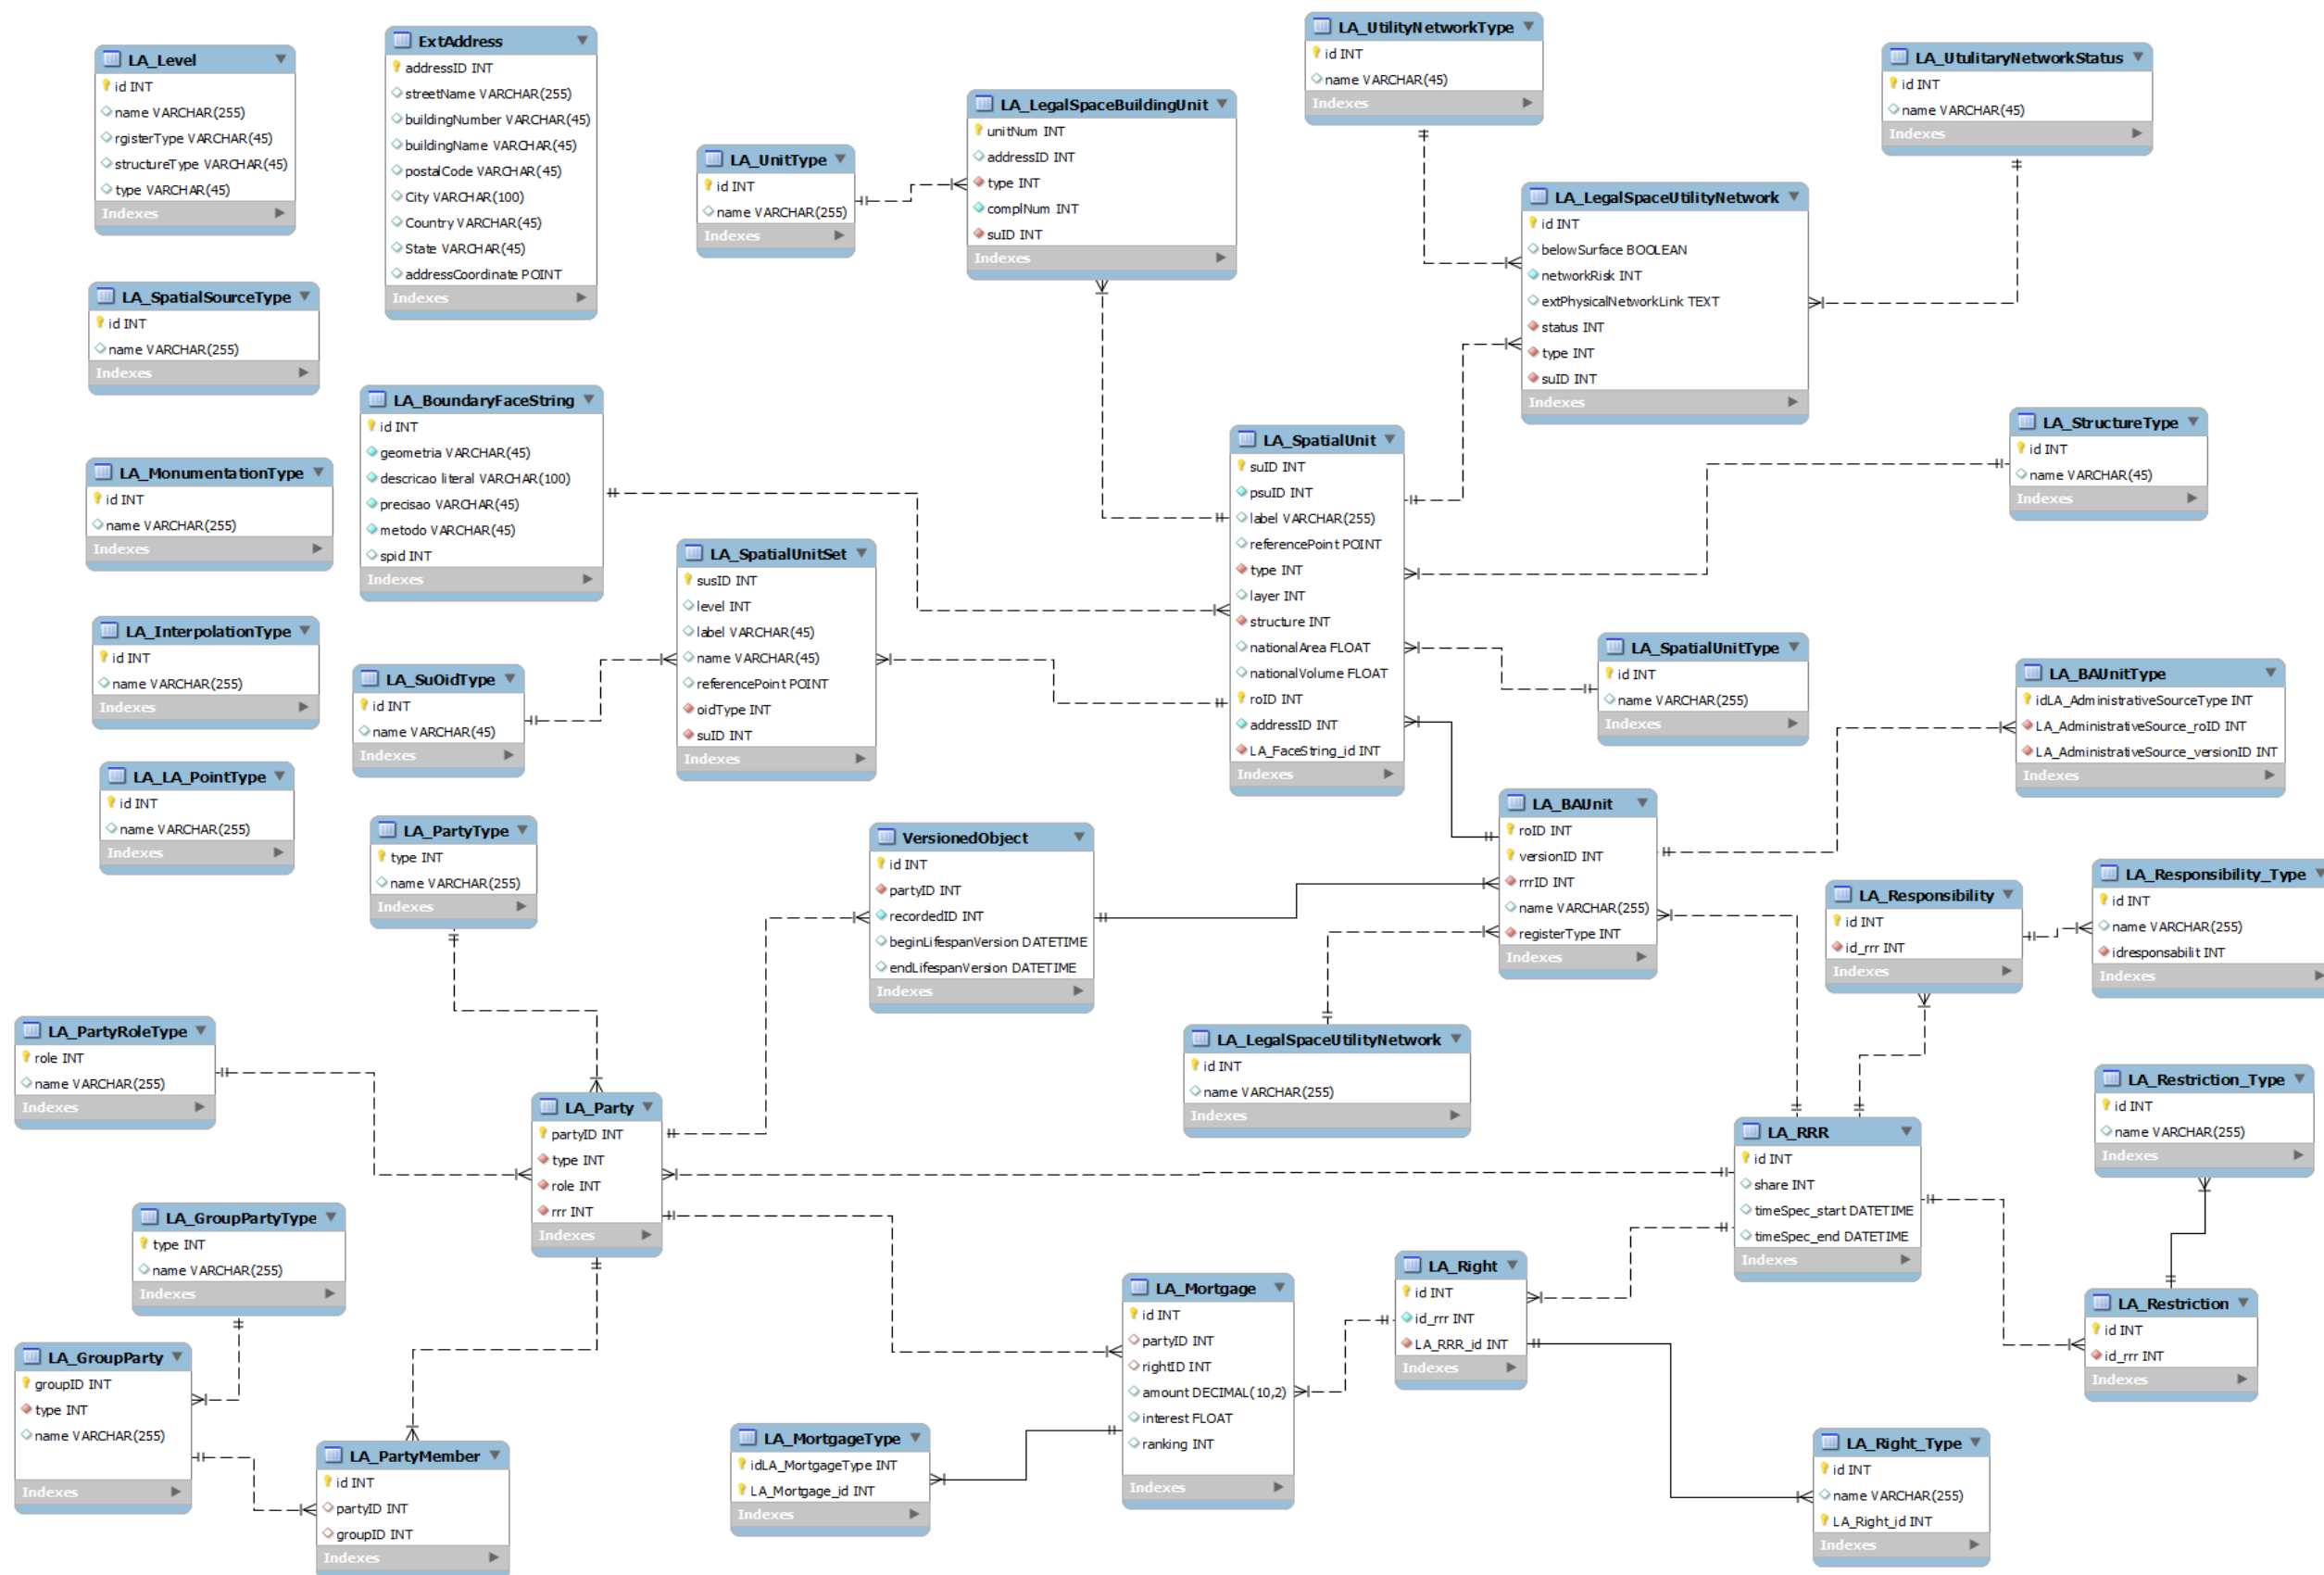 LA_Level
id INT
name VARCHAR(255)
rgisterType VARCHAR(45)
structureType VARCHAR(45)
type VARCHAR(45)
Indexes
ExtAddress
addressID INT
streetName VARCHAR(255)
buildingNumber VARCHAR(45)
buildingName VARCHAR(45)
postalCode VARCHAR(45)
City VARCHAR(100)
Country VARCHAR(45)
State VARCHAR(45)
addressCoordinate POINT
Indexes
LA_UnitType
id INT
name VARCHAR(255)
Indexes
LA_LegalSpaceBuildingUnit
unitNum INT
addressID INT
type INT
complNum INT
suID INT
Indexes
LA_UtilityNetworkType
id INT
name VARCHAR(45)
Indexes
LA_UtulitaryNetworkStatus
id INT
name VARCHAR(45)
Indexes
LA_LegalSpaceUtilityNetwork
id INT
belowSurface BOOLEAN
networkRisk INT
extPhysicalNetworkLink TEXT
status INT
type INT
suID INT
Indexes
LA_SpatialSourceType
id INT
name VARCHAR(255)
Indexes
LA_BoundaryFaceString
id INT
geometria VARCHAR(45)
descricao literal VARCHAR(100)
precisao VARCHAR(45)
metodo VARCHAR(45)
spid INT
Indexes
LA_SpatialUnit
suID INT
psuID INT
label VARCHAR(255)
referencePoint POINT
type INT
layer INT
structure INT
nationalArea FLOAT
nationalVolume FLOAT
roID INT
addressID INT
LA_FaceString_id INT
Indexes
LA_StructureType
id INT
name VARCHAR(45)
Indexes
LA_MonumentationType
id INT
name VARCHAR(255)
Indexes
LA_SpatialUnitSet
susID INT
level INT
label VARCHAR(45)
name VARCHAR(45)
referencePoint POINT
oidType INT
suID INT
Indexes
LA_InterpolationType
id INT
name VARCHAR(255)
Indexes
LA_SuOidType
id INT
name VARCHAR(45)
Indexes
LA_SpatialUnitType
id INT
name VARCHAR(255)
Indexes
LA_BAUnitType
idLA_AdministrativeSourceType INT
LA_AdministrativeSource_roID INT
LA_AdministrativeSource_versionID INT
Indexes
LA_LA_PointType
id INT
name VARCHAR(255)
Indexes
LA_PartyType
type INT
name VARCHAR(255)
Indexes
VersionedObject
id INT
partyID INT
recordedID INT
beginLifespanVersion DATETIME
endLifespanVersion DATETIME
Indexes
LA_BAUnit
roID INT
versionID INT
rrrID INT
name VARCHAR(255)
registerType INT
Indexes
LA_Responsibility
id INT
id_rrr INT
Indexes
LA_Responsibility_Type
id INT
name VARCHAR(255)
idresponsabilit INT
Indexes
LA_PartyRoleType
role INT
name VARCHAR(255)
Indexes
LA_LegalSpaceUtilityNetwork
id INT
name VARCHAR(255)
Indexes
LA_Party
partyID INT
type INT
role INT
rrr INT
Indexes
LA_RRR
id INT
share INT
timeSpec_start DATETIME
timeSpec_end DATETIME
Indexes
LA_Restriction_Type
id INT
name VARCHAR(255)
Indexes
LA_GroupPartyType
type INT
name VARCHAR(255)
Indexes
LA_Mortgage
id INT
partyID INT
rightID INT
amount DECIMAL(10,2)
interest FLOAT
ranking INT
Indexes
LA_Right
id INT
id_rrr INT
LA_RRR_id INT
Indexes
LA_Restriction
id INT
id_rrr INT
Indexes
LA_GroupParty
groupID INT
type INT
name VARCHAR(255)
Indexes
LA_PartyMember
id INT
partyID INT
groupID INT
Indexes
LA_MortgageType
idLA_MortgageType INT
LA_Mortgage_id INT
Indexes
LA_Right_Type
id INT
name VARCHAR(255)
LA_Right_id INT
Indexes